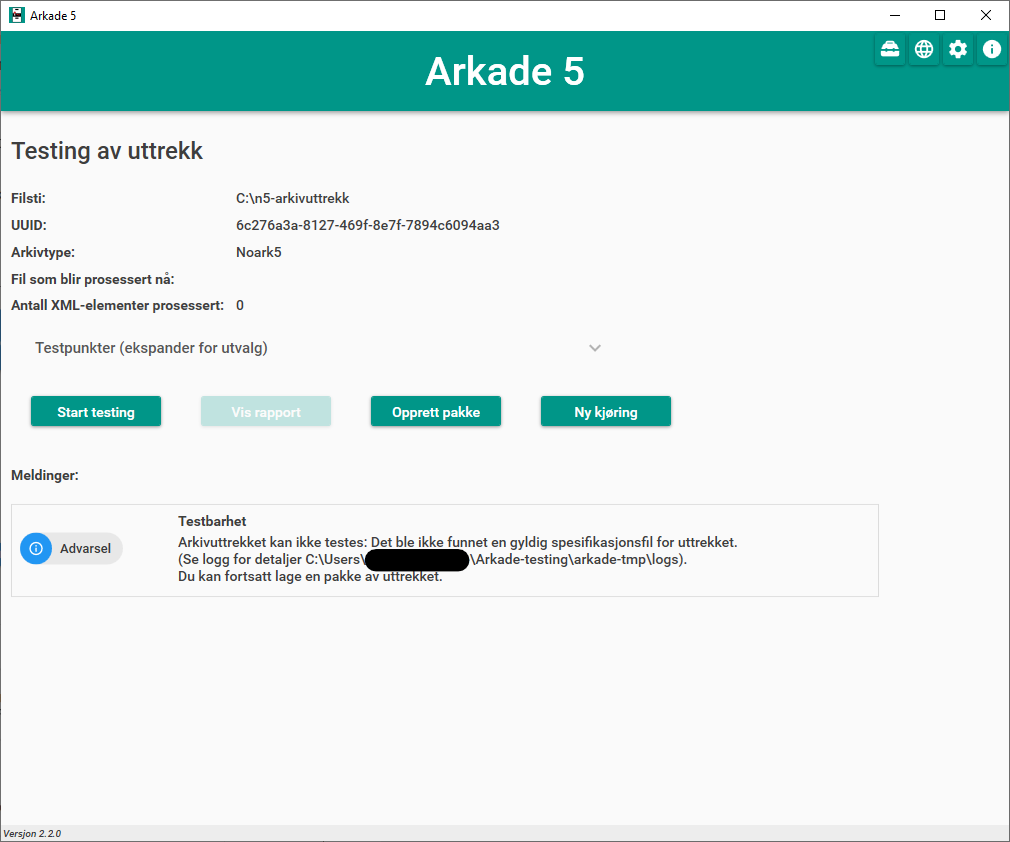 Arkade 5
Arkade 5
Testing av uttrekk
Filsti: C:\n5-arkivuttrekk
UUID: 6c276a3a-8127-469f-8e7f-7894c6094aa3
Arkivtype: Noark5
Fil som blir prosessert nå:
Antall XML-elementer prosessert: 0
Testpunkter (ekspander for utvalg)
Start testing Vis rapport Opprett pakke Ny kjøring
Meldinger:
Testbarhet
Advarsel
Arkivuttrekket kan ikke testes: Det ble ikke funnet en gyldig spesifikasjonsfil for uttrekket.
(Se logg for detaljer C:\Users\ \Arkade-testing\arkade-tmp\logs).
Du kan fortsatt lage en pakke av uttrekket.
Versjon 2.2.0